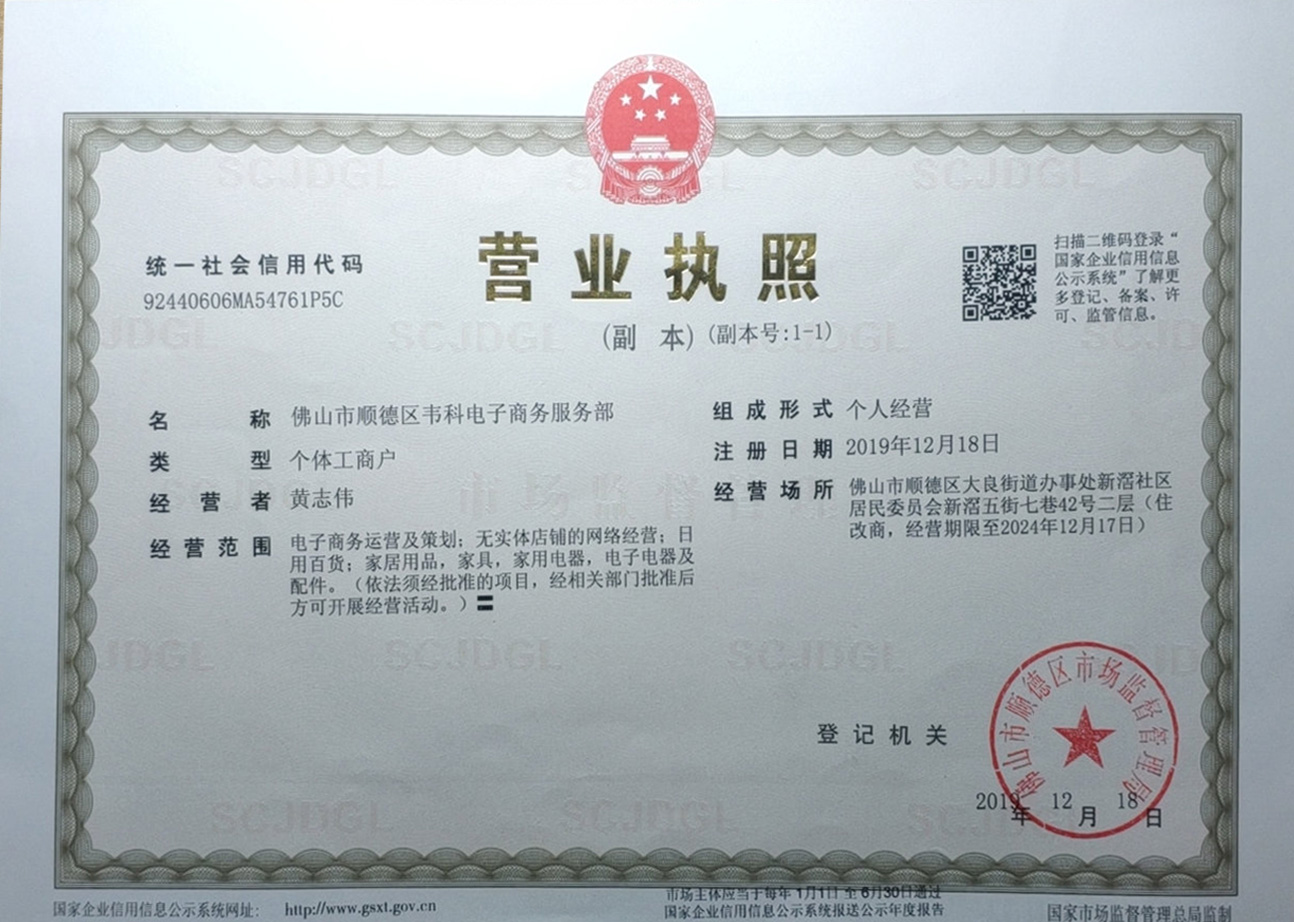 统一社会信用代码
92440606MA54761P5C
营业执照
(副 本) (副本号:1-1)
扫描二维码登录“
国家企业信用信息
公示系统”了解更
多登记、备案、许
可、监管信息。
名 称 佛山市顺德区韦科电子商务服务部
类 型 个体工商户
经营者 黄志伟
经营范围 电子商务运营及策划；无实体店铺的网络经营；日
用百货；家居用品，家具，家用电器，电子电器及
配件。（依法须经批准的项目，经相关部门批准后
方可开展经营活动。）〓
组成形式 个人经营
注册日期 2019年12月18日
经营场所 佛山市顺德区大良街道办事处新滘社区
居民委员会新滘五街七巷42号二层（住
改商，经营期限至2024年12月17日）
登记机关
佛山市顺德区市场监督管理局
2019年12月18日
国家企业信用信息公示系统网址： http://www.gsxt.gov.cn
市场主体应当于每年 1月1日 至 6月30日通过
国家企业信用信息公示系统报送公示年度报告
国家市场监督管理总局监制
SCJDGL
市场监督管理